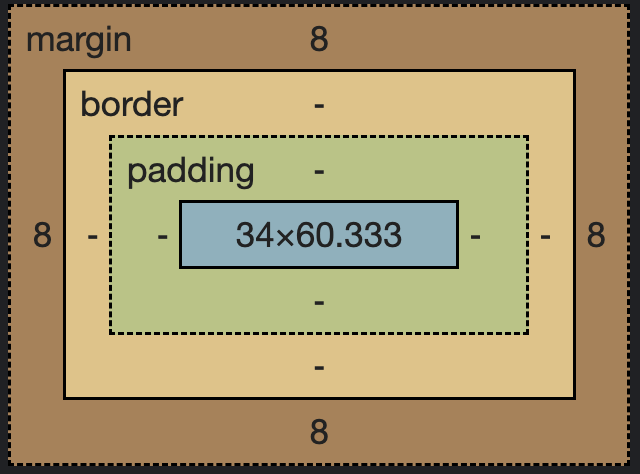 margin 8
border -
padding -
8 - - 34×60.333 - - 8
-
-
8